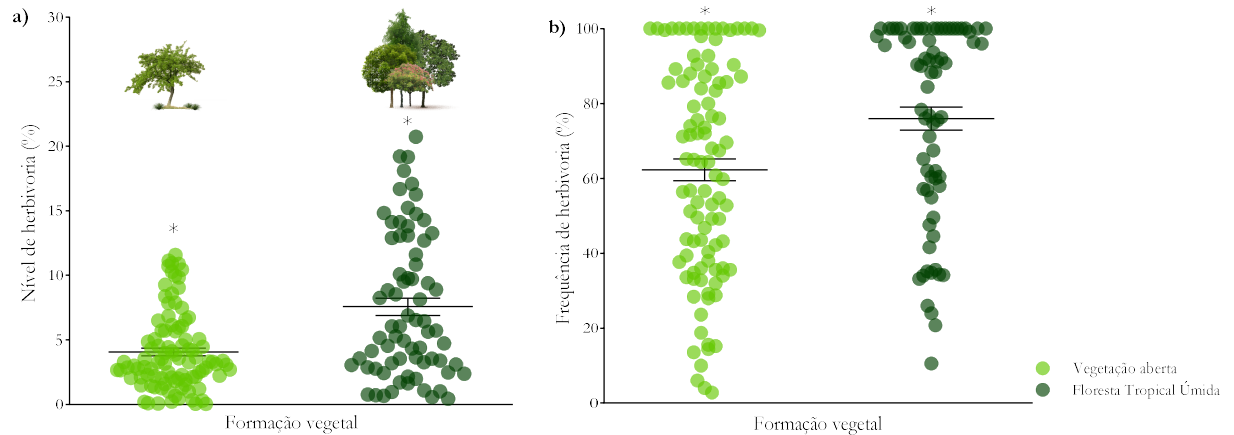 a)
Nível de herbivoria (%)
30
25
20
15
10
5
0
*
*
Formação vegetal
b)
Frequência de herbivoria (%)
100
80
60
40
20
0
*
*
Formação vegetal
Vegetação aberta
Floresta Tropical Úmida